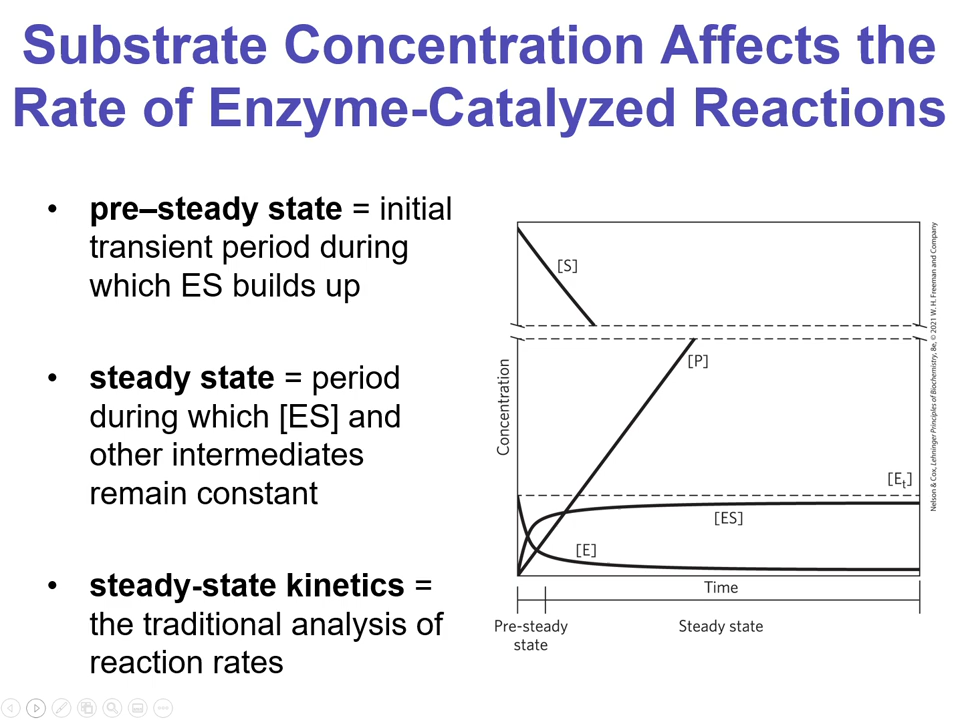 Substrate Concentration Affects the
Rate of Enzyme-Catalyzed Reactions
• pre–steady state = initial
transient period during
which ES builds up
• steady state = period
during which [ES] and
other intermediates
remain constant
• steady-state kinetics =
the traditional analysis of
reaction rates
[S]
[P]
Concentration
[Et]
[ES]
[E]
Time
Pre-steady
state
Steady state
Nelson & Cox, Lehninger Principles of Biochemistry, 8e, © 2021 W. H. Freeman and Company